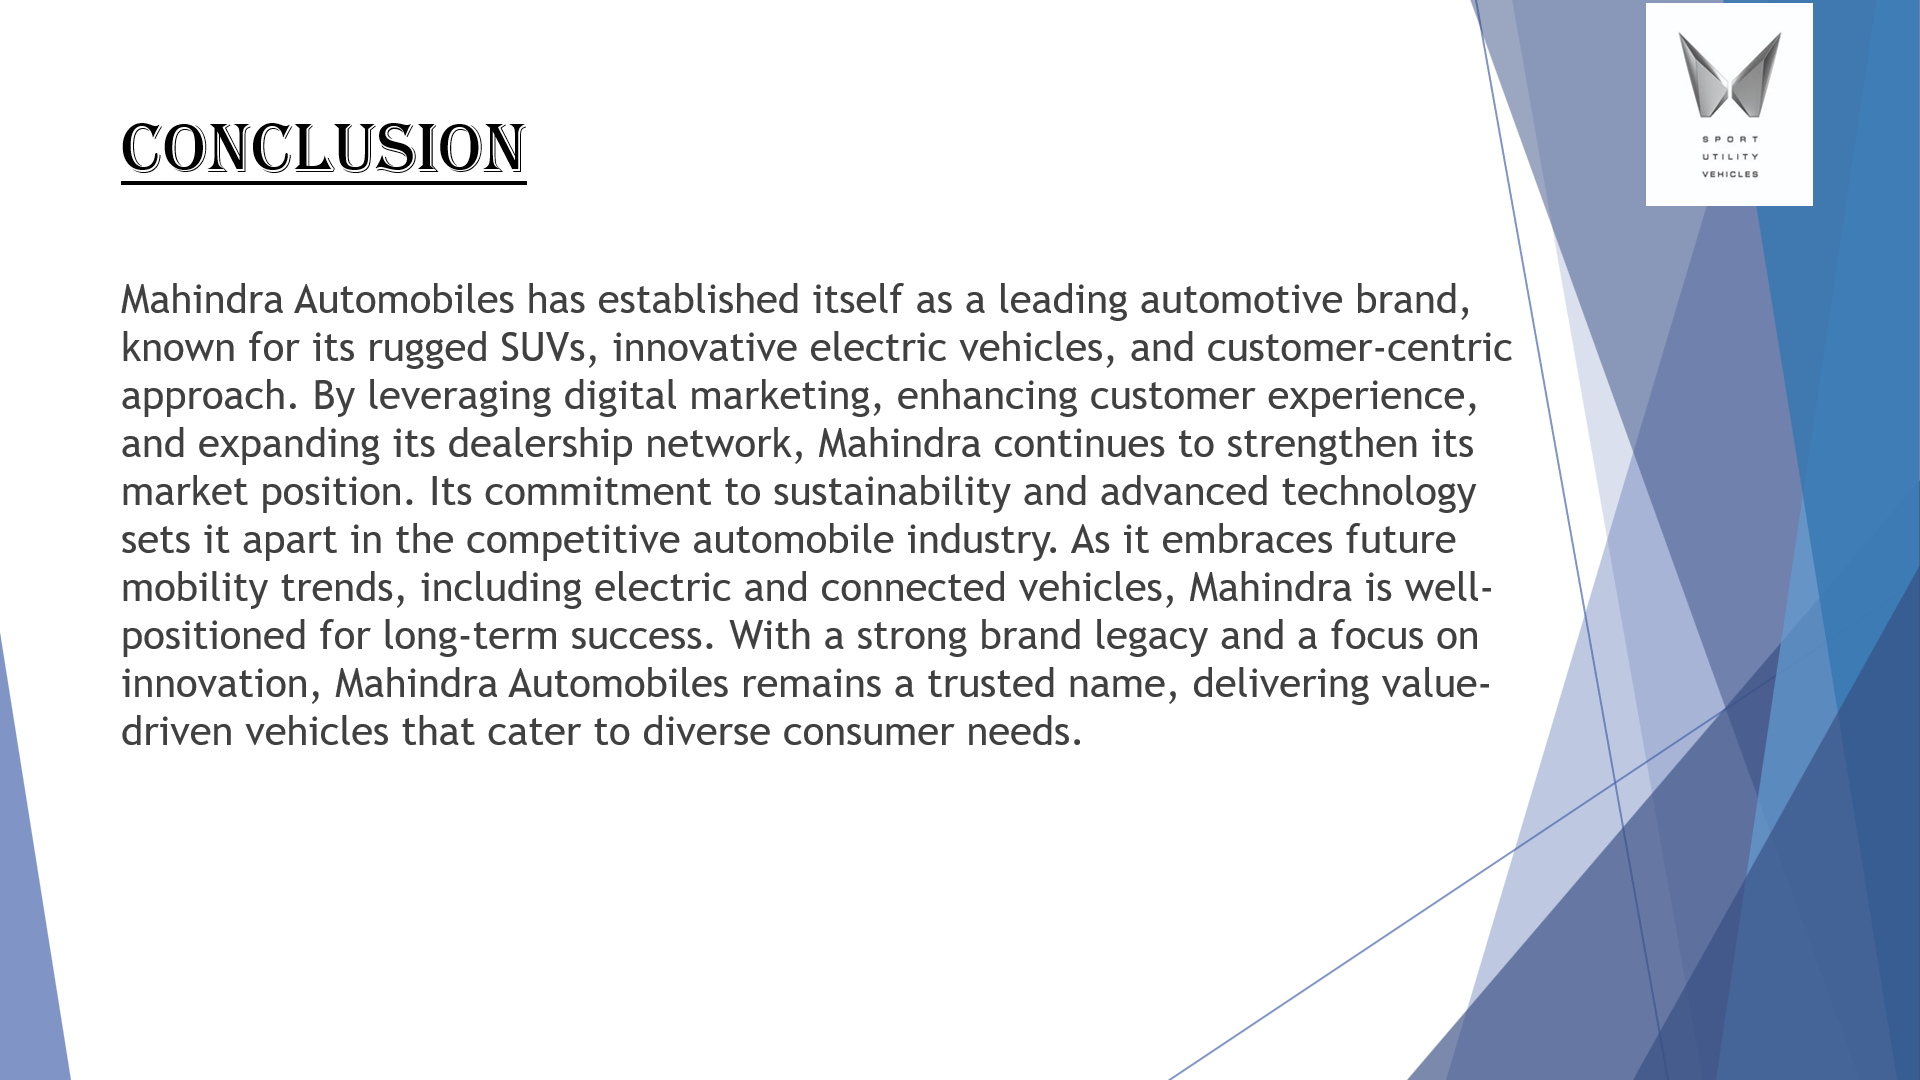 CONCLUSION
SPORT
UTILITY
VEHICLES
Mahindra Automobiles has established itself as a leading automotive brand,
known for its rugged SUVs, innovative electric vehicles, and customer-centric
approach. By leveraging digital marketing, enhancing customer experience,
and expanding its dealership network, Mahindra continues to strengthen its
market position. Its commitment to sustainability and advanced technology
sets it apart in the competitive automobile industry. As it embraces future
mobility trends, including electric and connected vehicles, Mahindra is well-
positioned for long-term success. With a strong brand legacy and a focus on
innovation, Mahindra Automobiles remains a trusted name, delivering value-
driven vehicles that cater to diverse consumer needs.